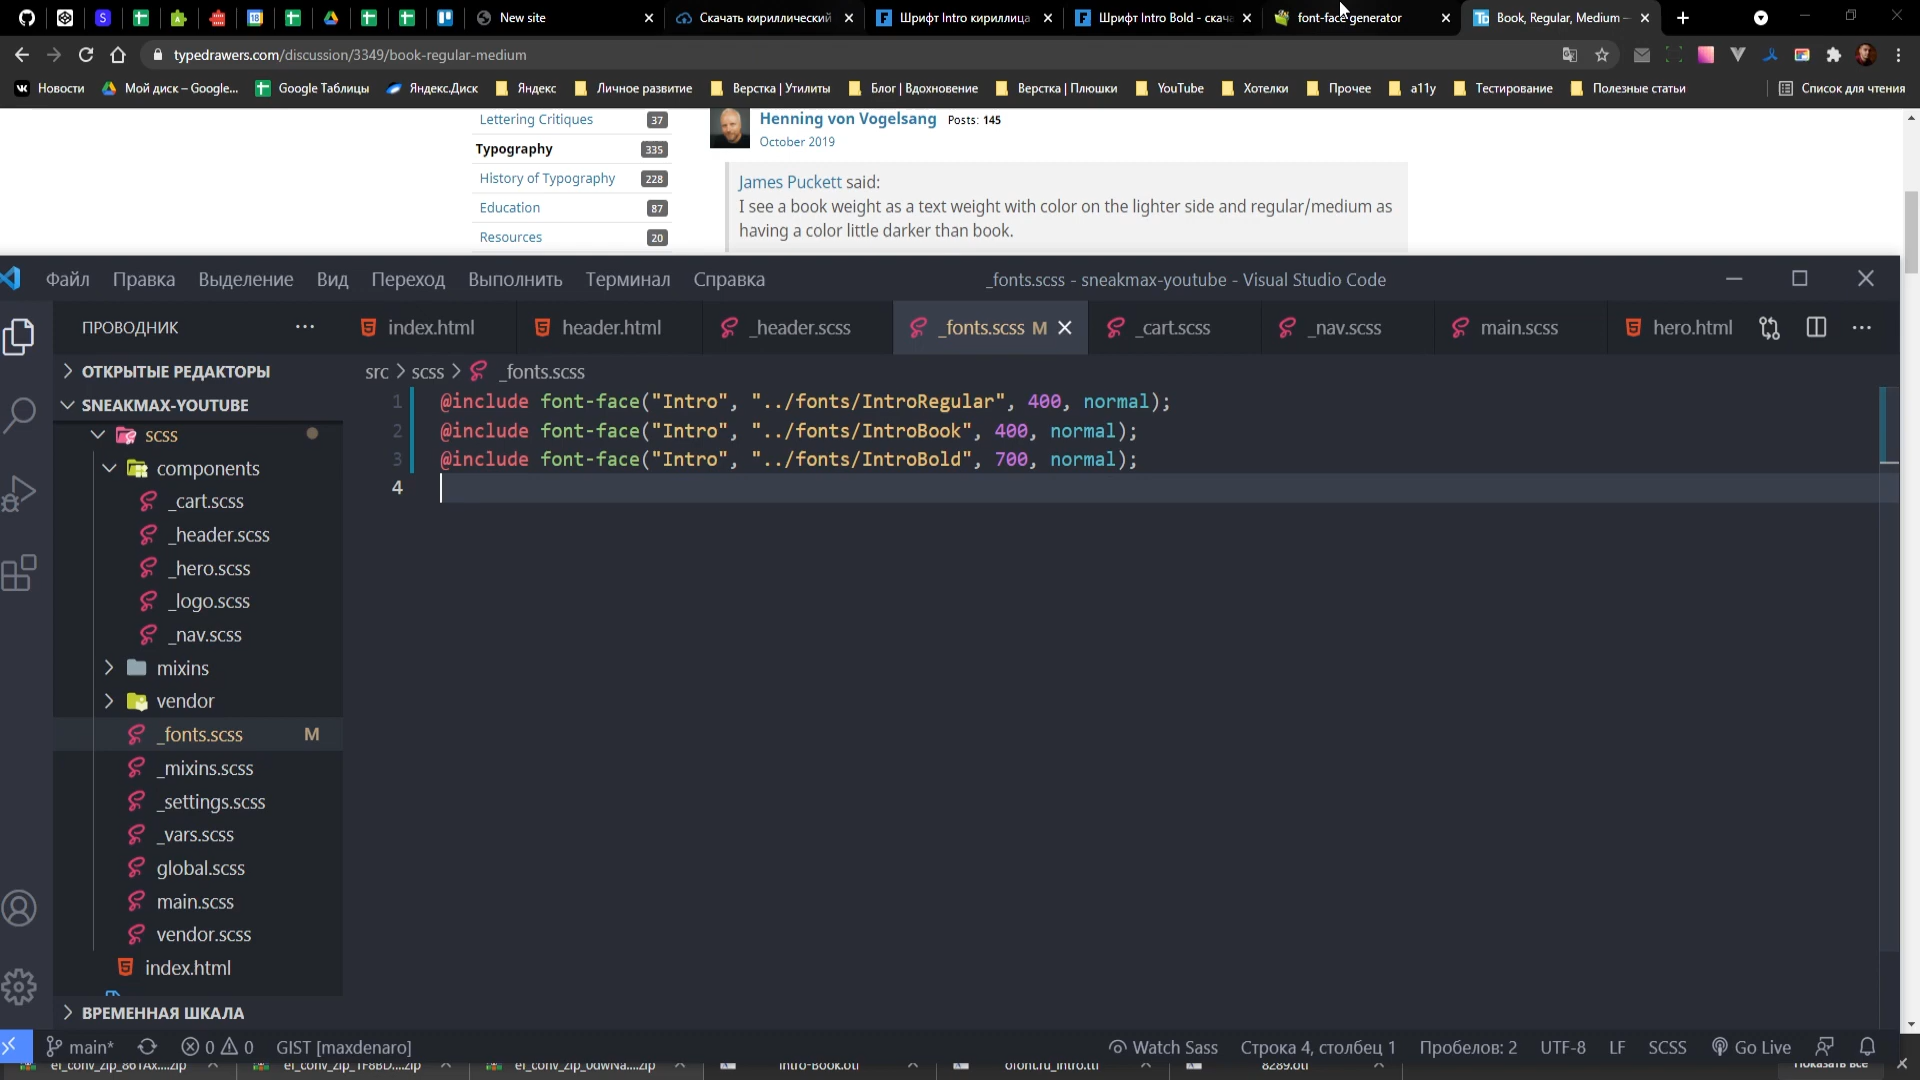 New site
Скачать кириллический
Шрифт Intro кириллица
Шрифт Intro Bold - скача
font-face generator
Book, Regular, Medium —
typedrawers.com/discussion/3349/book-regular-medium
Новости
Мой диск – Google...
Google Таблицы
Яндекс.Диск
Яндекс
Личное развитие
Верстка | Утилиты
Блог | Вдохновение
Верстка | Плюшки
YouTube
Хотелки
Прочее
a11y
Тестирование
Полезные статьи
Список для чтения
Lettering Critiques 37
Typography 335
History of Typography 228
Education 87
Resources 20
Henning von Vogelsang Posts: 145
October 2019
James Puckett said:
I see a book weight as a text weight with color on the lighter side and regular/medium as
having a color little darker than book.
Файл Правка Выделение Вид Переход Выполнить Терминал Справка
_fonts.scss - sneakmax-youtube - Visual Studio Code
ПРОВОДНИК
index.html
header.html
_header.scss
_fonts.scss M
_cart.scss
_nav.scss
main.scss
hero.html
ОТКРЫТЫЕ РЕДАКТОРЫ
SNEAKMAX-YOUTUBE
scss
components
_cart.scss
_header.scss
_hero.scss
_logo.scss
_nav.scss
mixins
vendor
_fonts.scss M
_mixins.scss
_settings.scss
_vars.scss
global.scss
main.scss
vendor.scss
index.html
ВРЕМЕННАЯ ШКАЛА
src > scss > _fonts.scss
1 @include font-face("Intro", "../fonts/IntroRegular", 400, normal);
2 @include font-face("Intro", "../fonts/IntroBook", 400, normal);
3 @include font-face("Intro", "../fonts/IntroBold", 700, normal);
4
main* 0 0 GIST [maxdenaro]
Watch Sass Строка 4, столбец 1 Пробелов: 2 UTF-8 LF SCSS Go Live
Показать все